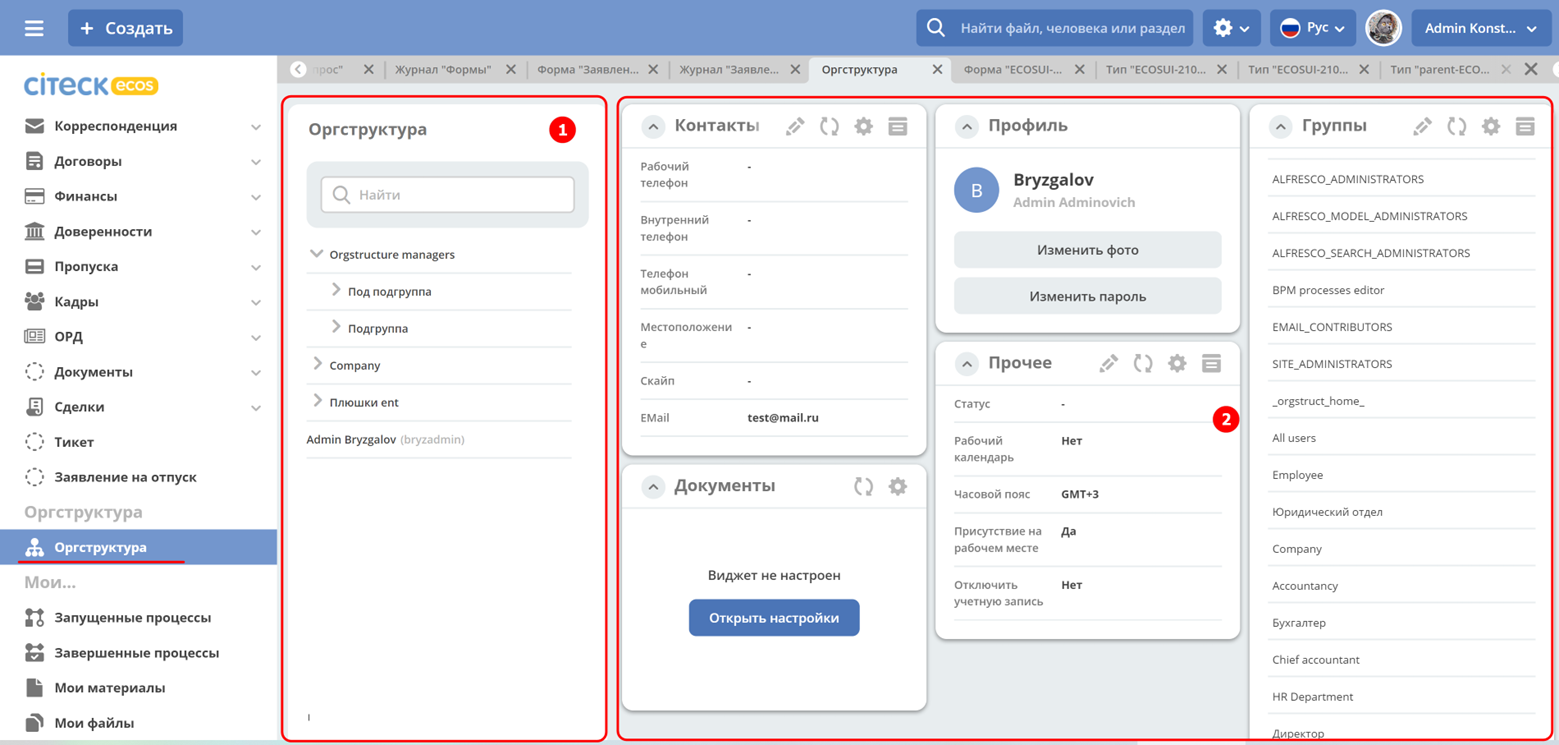 Создать
Найти файл, человека или раздел
Рус
Admin Konst...
прос"
Журнал "Формы"
Форма "Заявлен...
Журнал "Заявле...
Оргструктура
Форма "ECOSUI-...
Тип "ECOSUI-210...
Тип "ECOSUI-210...
Тип "parent-ECO...
CITECK ecos
Корреспонденция
Договоры
Финансы
Доверенности
Пропуска
Кадры
ОРД
Документы
Сделки
Тикет
Заявление на отпуск
Оргструктура
Оргструктура
Мои...
Запущенные процессы
Завершенные процессы
Мои материалы
Мои файлы
Оргструктура
1
Найти
Orgstructure managers
Под подгруппа
Подгруппа
Company
Плюшки ent
Admin Bryzgalov (bryzadmin)
Контакты
Рабочий
телефон
-
Внутренний
телефон
-
Телефон
мобильный
-
Местоположени
е
-
Скайп
-
EMail
test@mail.ru
Документы
Виджет не настроен
Открыть настройки
Профиль
B
Bryzgalov
Admin Adminovich
Изменить фото
Изменить пароль
Прочее
2
Статус
-
Рабочий
календарь
Нет
Часовой пояс
GMT+3
Присутствие на
рабочем месте
Да
Отключить
учетную запись
Нет
Группы
ALFRESCO_ADMINISTRATORS
ALFRESCO_MODEL_ADMINISTRATORS
ALFRESCO_SEARCH_ADMINISTRATORS
BPM processes editor
EMAIL_CONTRIBUTORS
SITE_ADMINISTRATORS
_orgstruct_home_
All users
Employee
Юридический отдел
Company
Accountancy
Бухгалтер
Chief accountant
HR Department
Директор